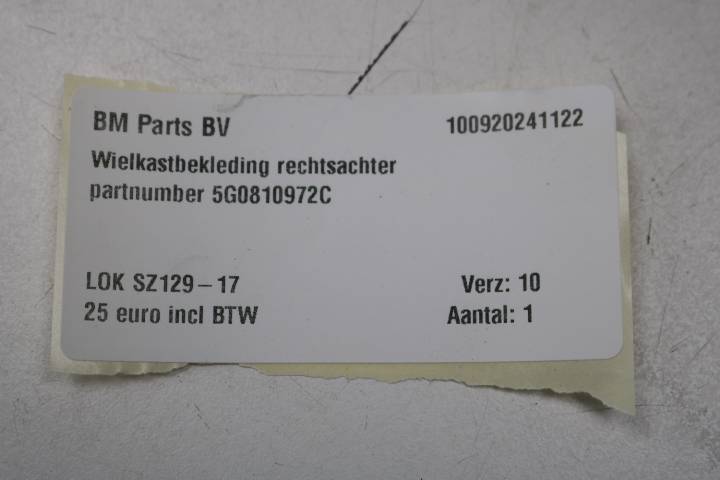 BM Parts BV 100920241122
Wielkastbekleding rechtsachter
partnumber 5G0810972C
LOK SZ129-17 Verz: 10
25 euro incl BTW Aantal: 1